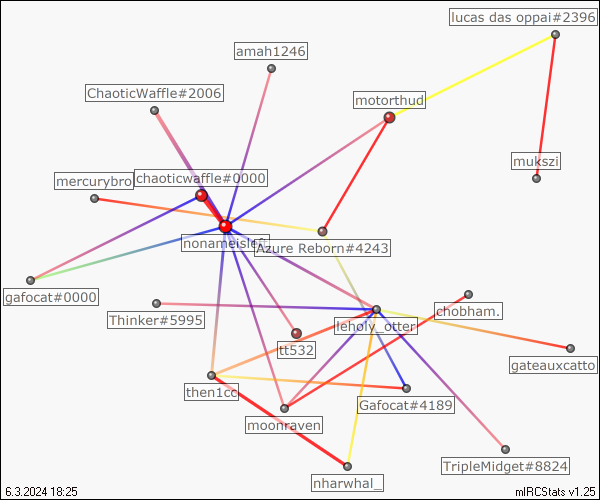 lucas das oppai#2396
amah1246
ChaoticWaffle#2006
motorthud
mukszi
chaoticwaffle#0000
mercurybro
Azure Reborn#4243
gafocat#0000
chobham.
Thinker#5995
leholy_otter
tt532
gateauxcatto
then1cc
Gafocat#4189
moonraven
TripleMidget#8824
nharwhal_
6.3.2024 18:25
mIRCStats v1.25